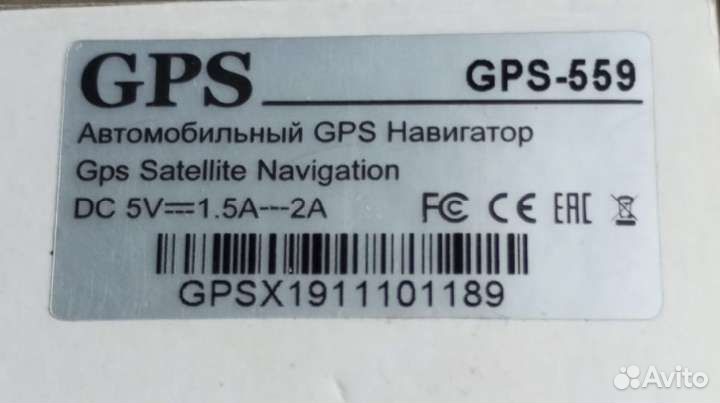 GPS GPS-559
Автомобильный GPS Навигатор
Gps Satellite Navigation
DC 5V⎓1.5A---2A FC CE EAC
GPSX1911101189
Avito